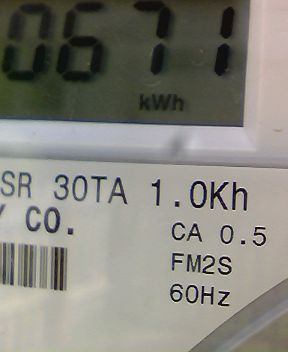 0671
kWh
SR 30TA 1.0Kh
Y CO.
CA 0.5
FM2S
60Hz